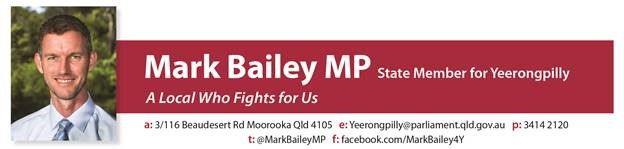 Mark Bailey MP State Member for Yeerongpilly
A Local Who Fights for Us
a: 3/116 Beaudesert Rd Moorooka Qld 4105 e: Yeerongpilly@parliament.qld.gov.au p: 3414 2120
t: @MarkBaileyMP f: facebook.com/MarkBailey4Y